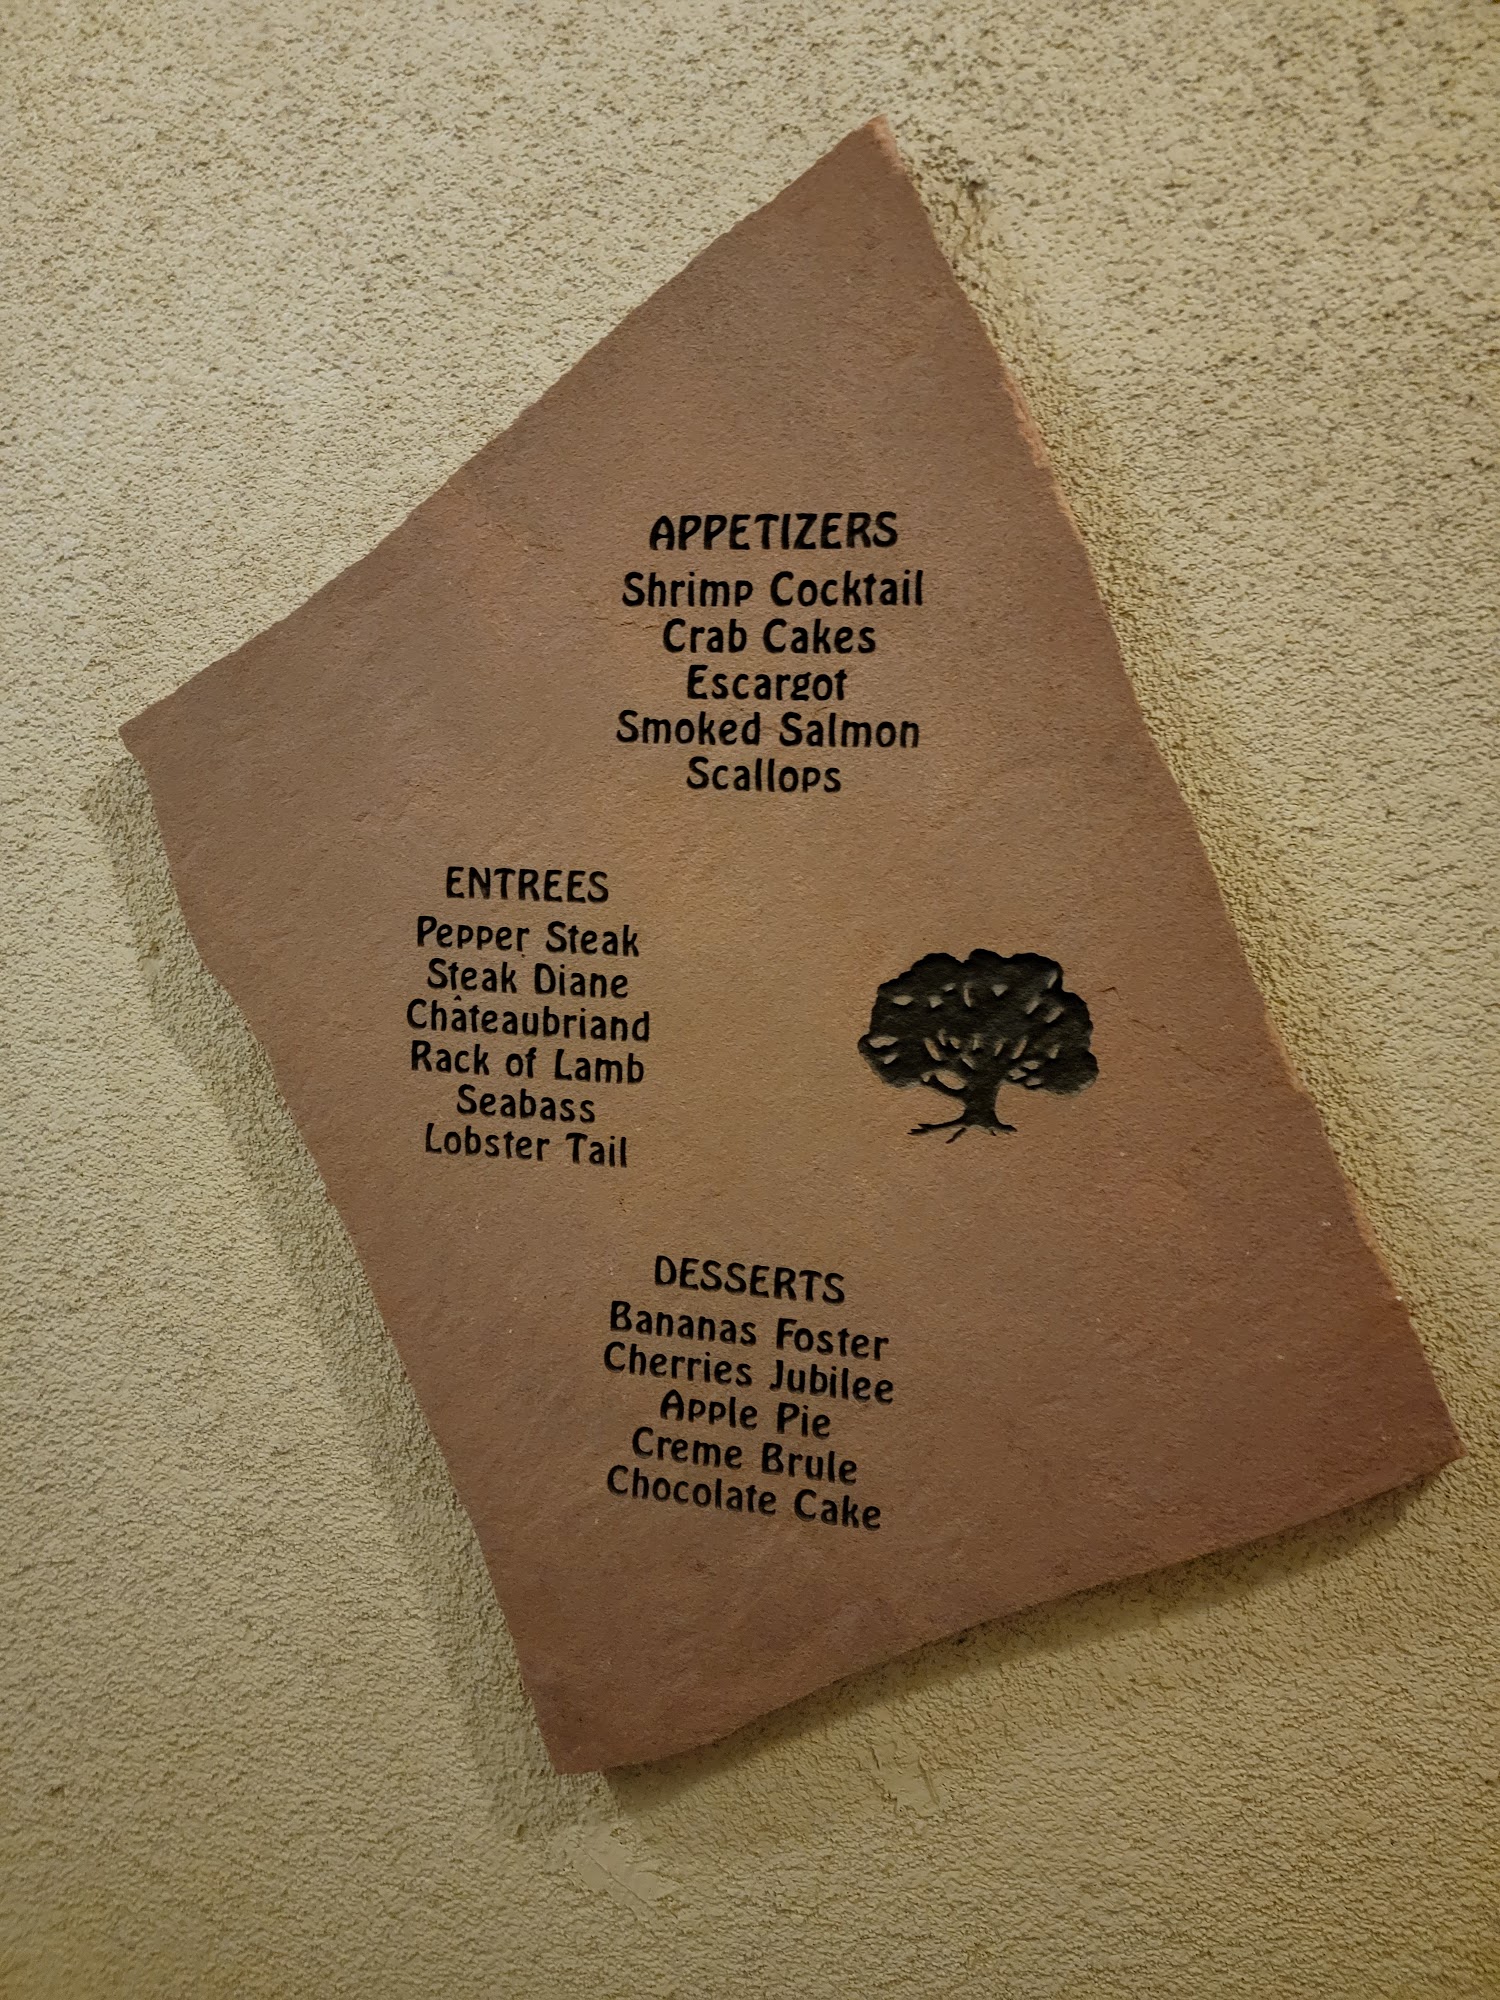 APPETIZERS
Shrimp Cocktail
Crab Cakes
Escargot
Smoked Salmon
Scallops
ENTREES
Pepper Steak
Steak Diane
Châteaubriand
Rack of Lamb
Seabass
Lobster Tail
DESSERTS
Bananas Foster
Cherries Jubilee
Apple Pie
Creme Brule
Chocolate Cake